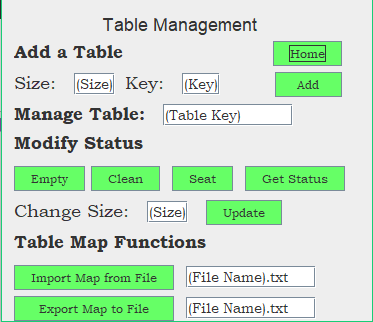 Table Management
Add a Table Home
Size: (Size) Key: (Key) Add
Manage Table: (Table Key)
Modify Status
Empty Clean Seat Get Status
Change Size: (Size) Update
Table Map Functions
Import Map from File (File Name).txt
Export Map to File (File Name).txt